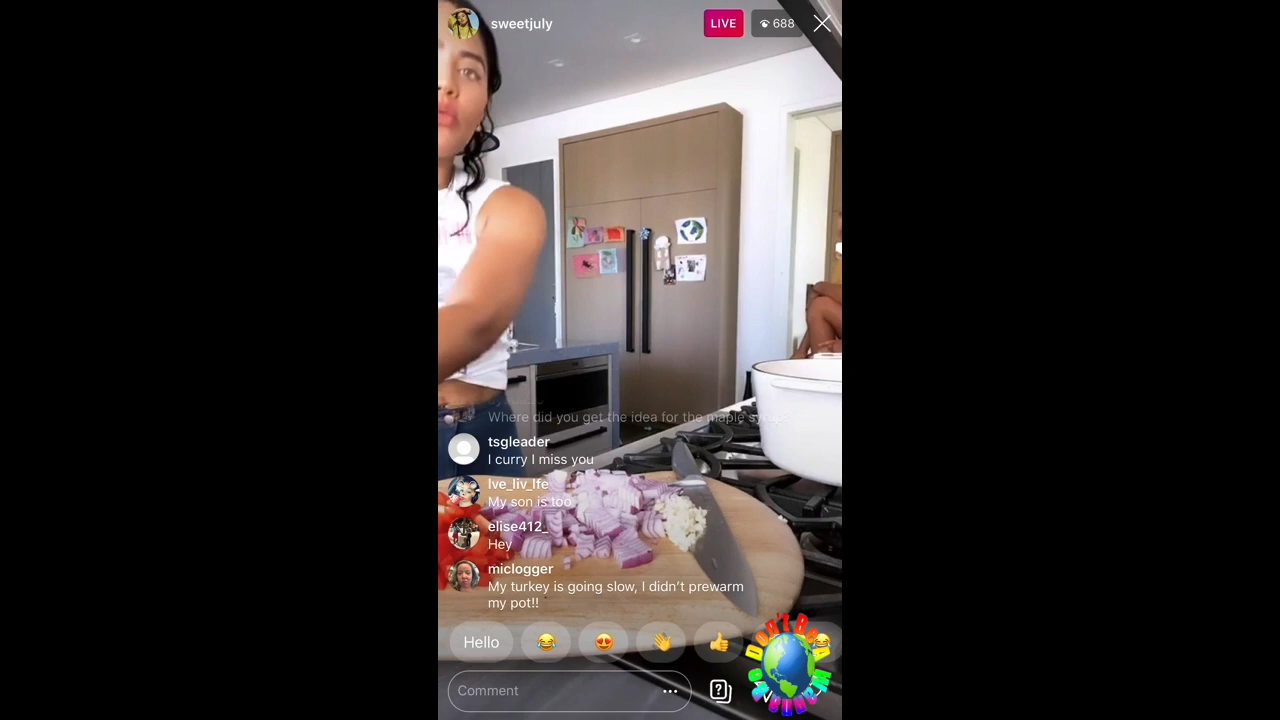 sweetjuly
LIVE
688
Where did you get the idea for the maple
tsgleader
I curry I miss you
lve_liv_lfe
My son is too
elise412_
Hey
miclogger
My turkey is going slow, I didn’t prewarm
my pot!!
Hello
Comment